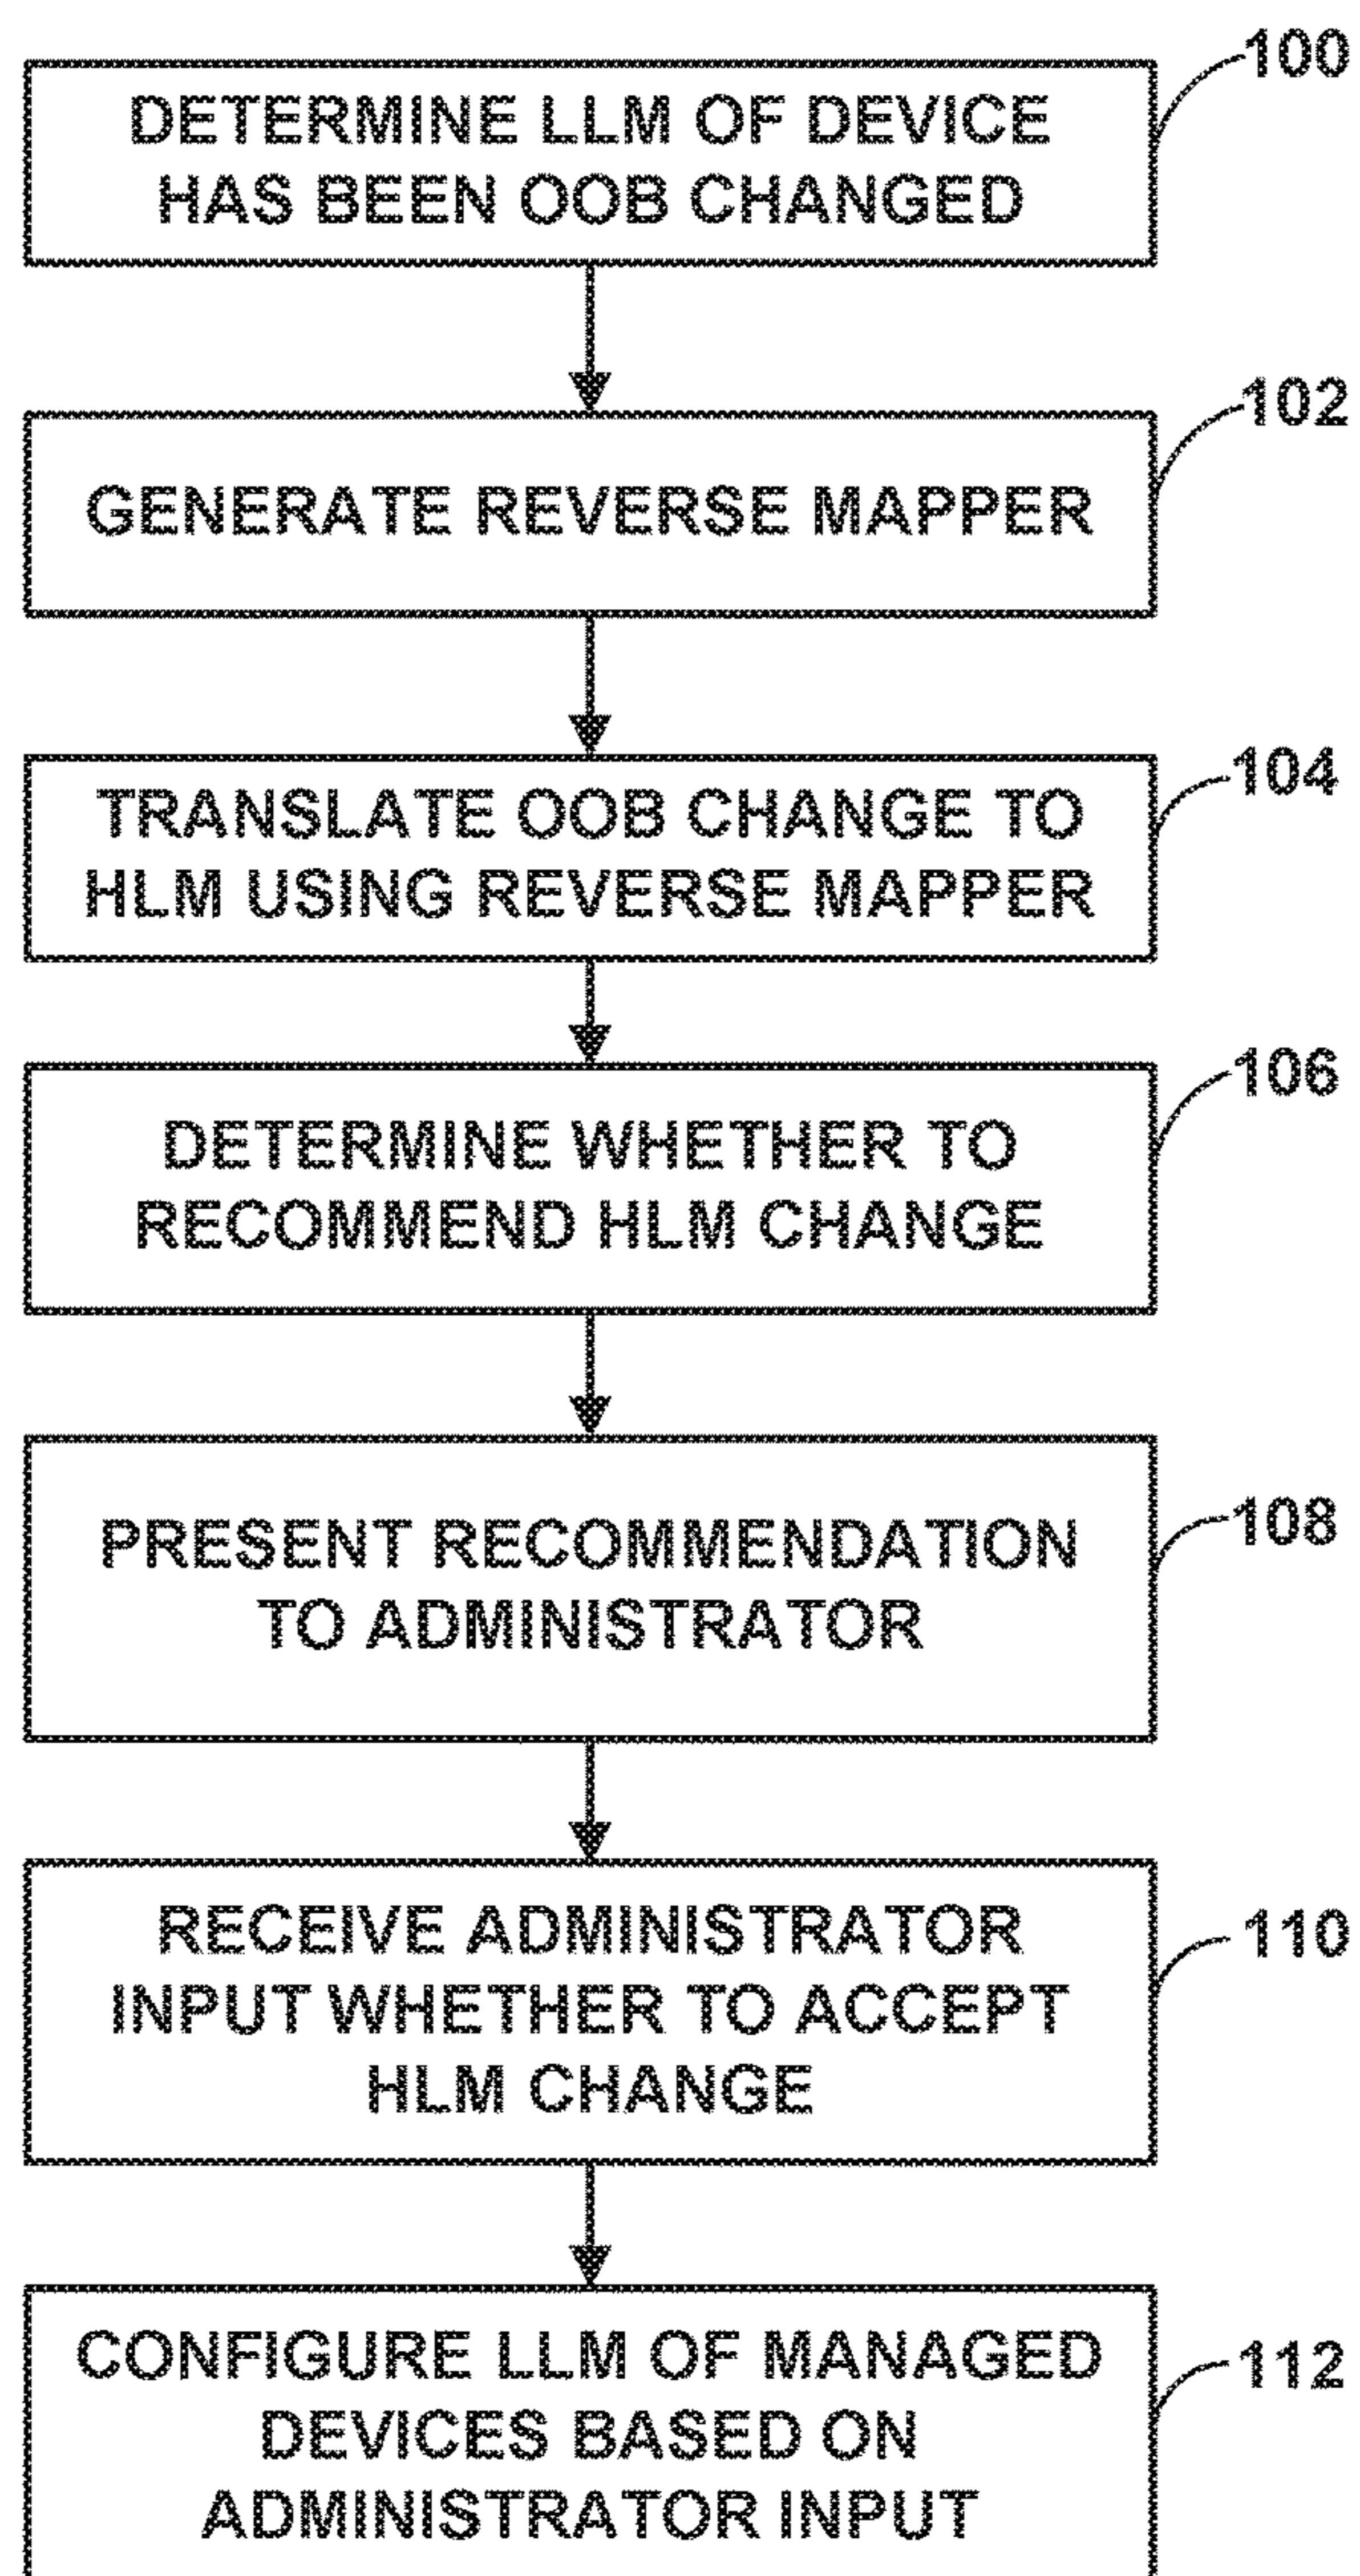 100
DETERMINE LLM OF DEVICE
HAS BEEN OOB CHANGED
102
GENERATE REVERSE MAPPER
104
TRANSLATE OOB CHANGE TO
HLM USING REVERSE MAPPER
106
DETERMINE WHETHER TO
RECOMMEND HLM CHANGE
108
PRESENT RECOMMENDATION
TO ADMINISTRATOR
110
RECEIVE ADMINISTRATOR
INPUT WHETHER TO ACCEPT
HLM CHANGE
112
CONFIGURE LLM OF MANAGED
DEVICES BASED ON
ADMINISTRATOR INPUT